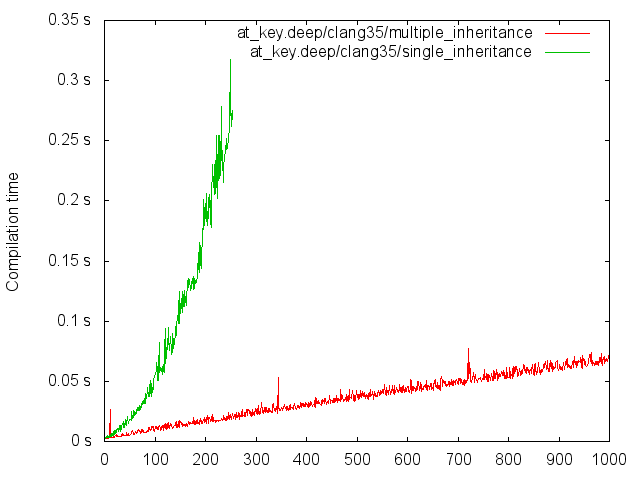 0.35 s
at_key.deep/clang35/multiple_inheritance
at_key.deep/clang35/single_inheritance
0.3 s
0.25 s
0.2 s
0.15 s
0.1 s
0.05 s
0 s
Compilation time
0 100 200 300 400 500 600 700 800 900 1000